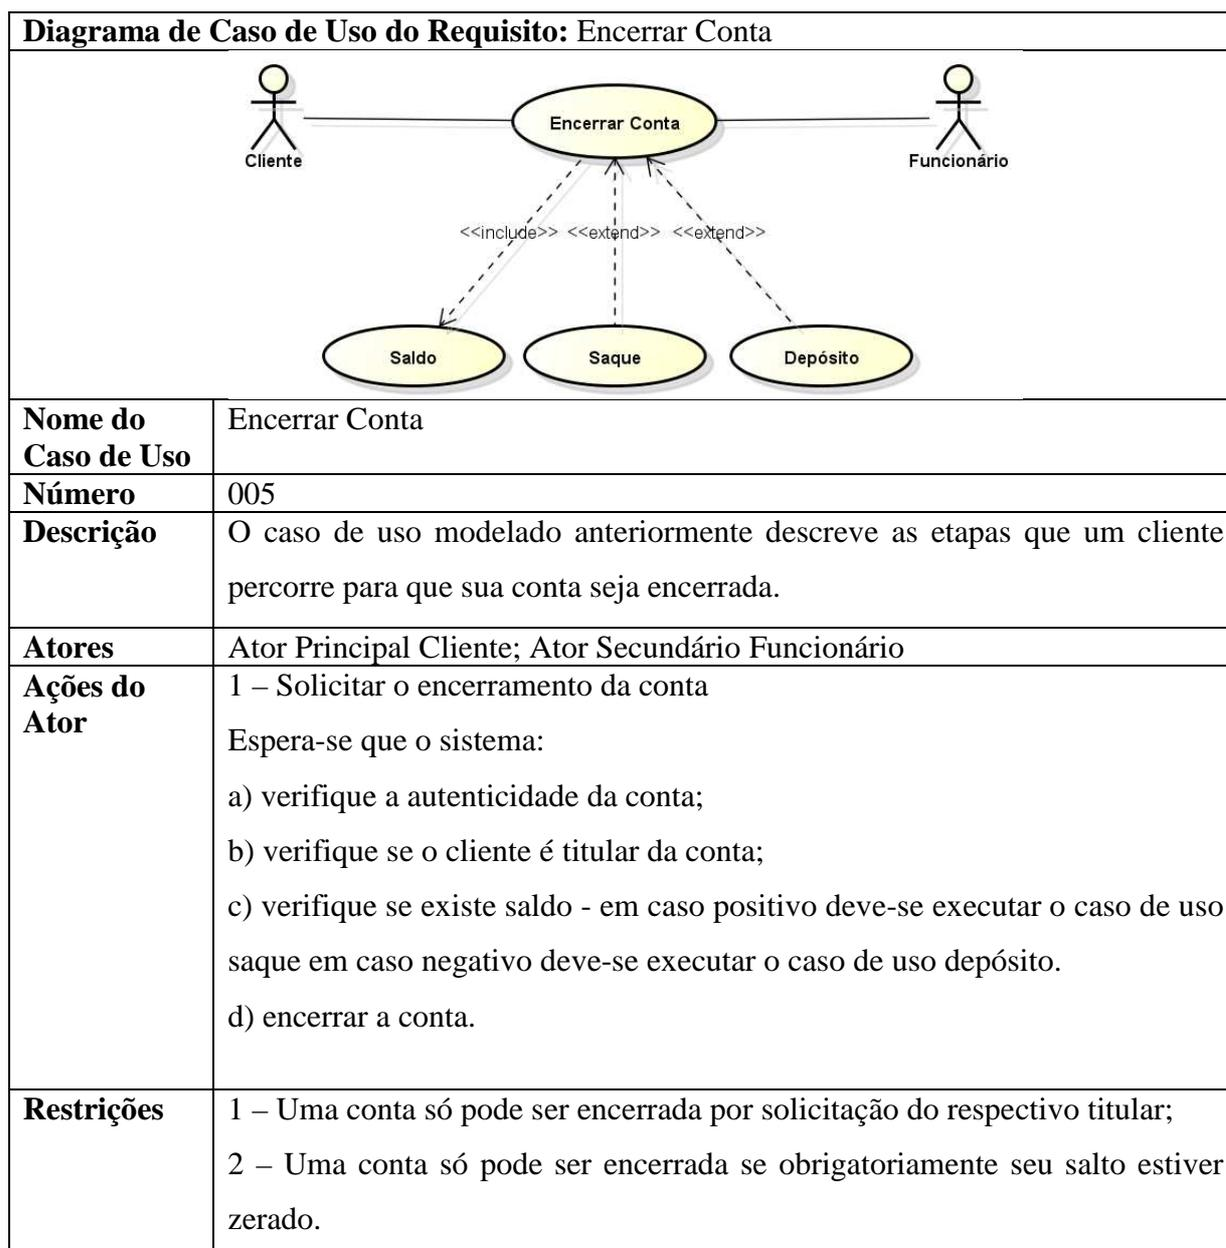 Diagrama de Caso de Uso do Requisito: Encerrar Conta
Encerrar Conta
Cliente
Funcionário
<<include>> <<extend>> <<extend>>
Saldo
Saque
Depósito
Nome do
Caso de Uso
Encerrar Conta
Número
005
Descrição
O caso de uso modelado anteriormente descreve as etapas que um cliente
percorre para que sua conta seja encerrada.
Atores
Ator Principal Cliente; Ator Secundário Funcionário
Ações do
Ator
1 – Solicitar o encerramento da conta
Espera-se que o sistema:
a) verifique a autenticidade da conta;
b) verifique se o cliente é titular da conta;
c) verifique se existe saldo - em caso positivo deve-se executar o caso de uso
saque em caso negativo deve-se executar o caso de uso depósito.
d) encerrar a conta.
Restrições
1 – Uma conta só pode ser encerrada por solicitação do respectivo titular;
2 – Uma conta só pode ser encerrada se obrigatoriamente seu salto estiver
zerado.